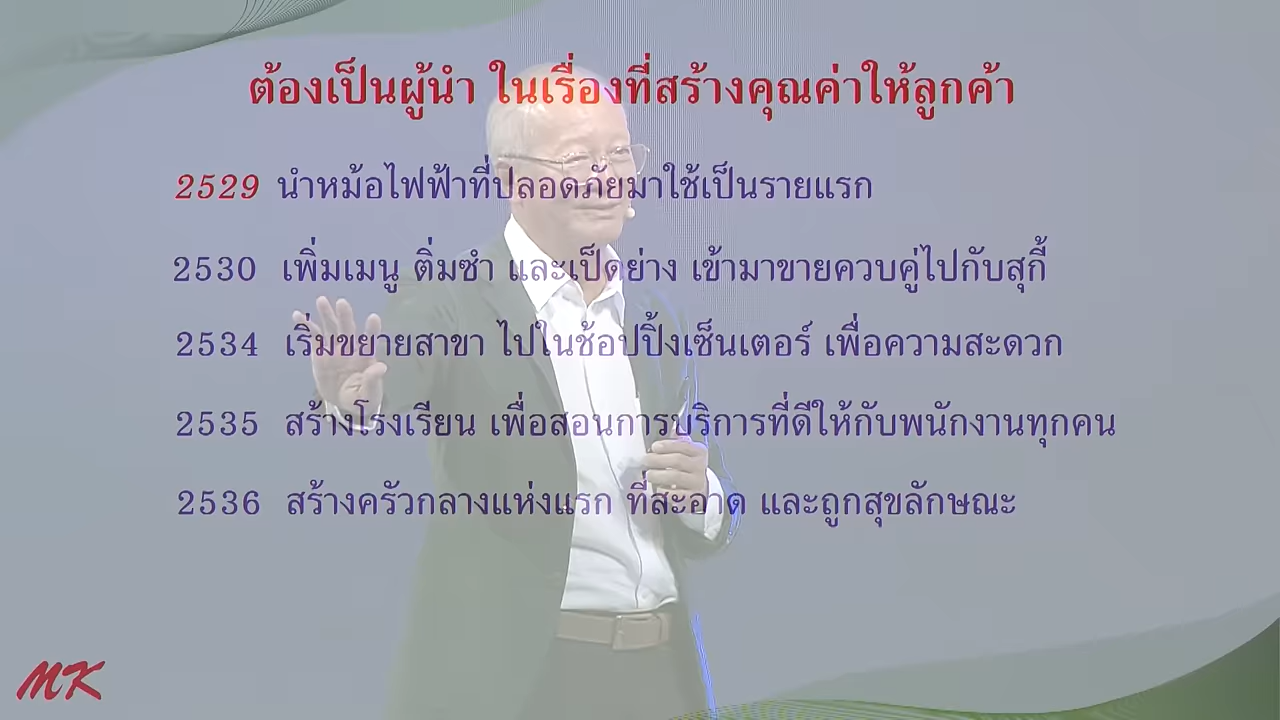 ต้องเป็นผู้นำ ในเรื่องที่สร้างคุณค่าให้ลูกค้า
2529 นำหม้อไฟฟ้าที่ปลอดภัยมาใช้เป็นรายแรก
2530 เพิ่มเมนู ติ่มซำ และเป็ดย่าง เข้ามาขายควบคู่ไปกับสุกี้
2534 เริ่มขยายสาขา ไปในช้อปปิ้งเซ็นเตอร์ เพื่อความสะดวก
2535 สร้างโรงเรียน เพื่อสอนการบริการที่ดีให้กับพนักงานทุกคน
2536 สร้างครัวกลางแห่งแรก ที่สะอาด และถูกสุขลักษณะ
MK